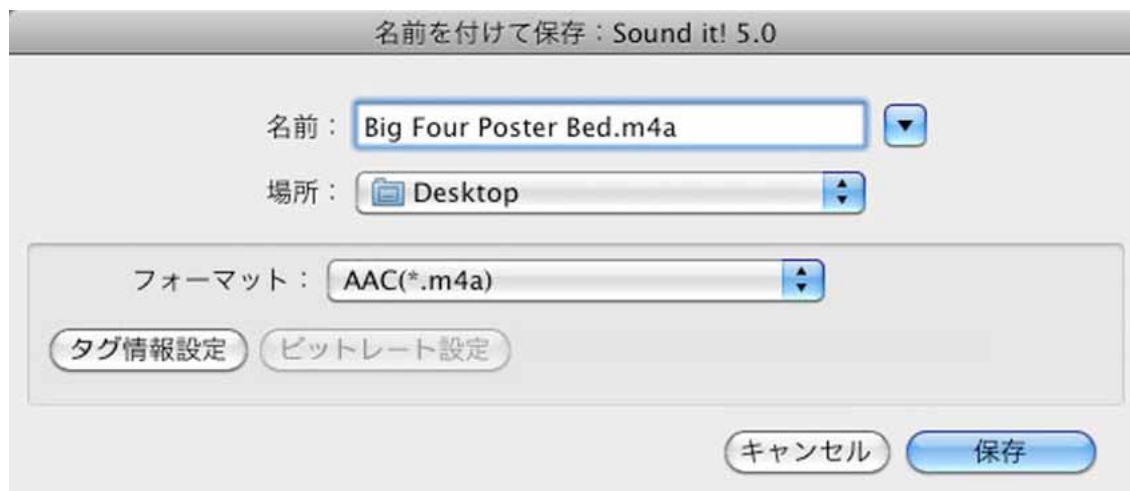 名前を付けて保存：Sound it! 5.0
名前： Big Four Poster Bed.m4a
場所： Desktop
フォーマット： AAC(*.m4a)
タグ情報設定 ビットレート設定
キャンセル 保存